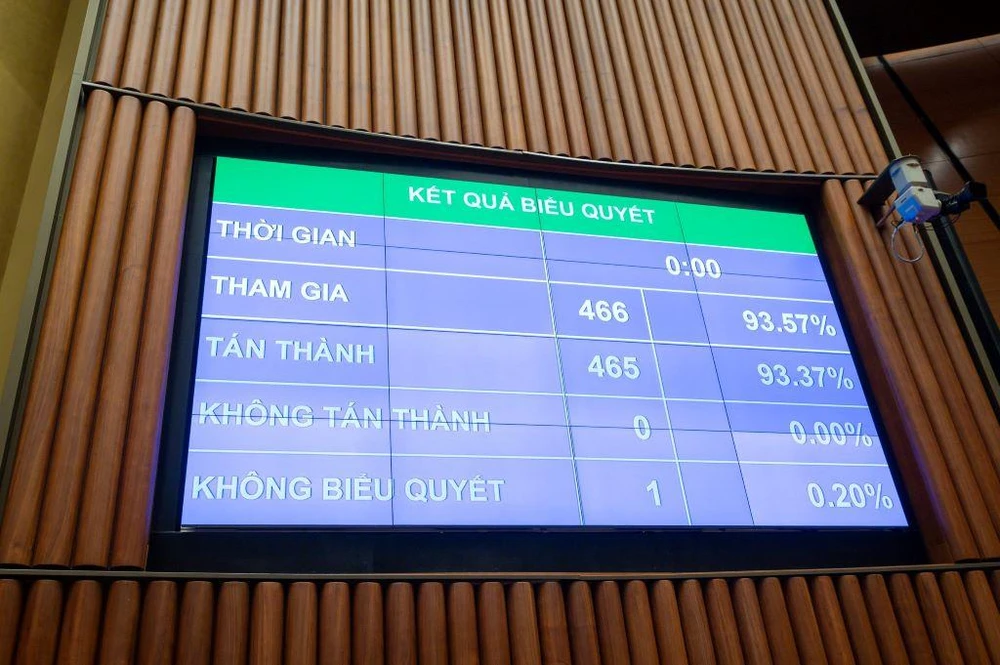 KẾT QUẢ BIỂU QUYẾT
THỜI GIAN 0:00
THAM GIA 466 93.57%
TÁN THÀNH 465 93.37%
KHÔNG TÁN THÀNH 0 0.00%
KHÔNG BIỂU QUYẾT 1 0.20%